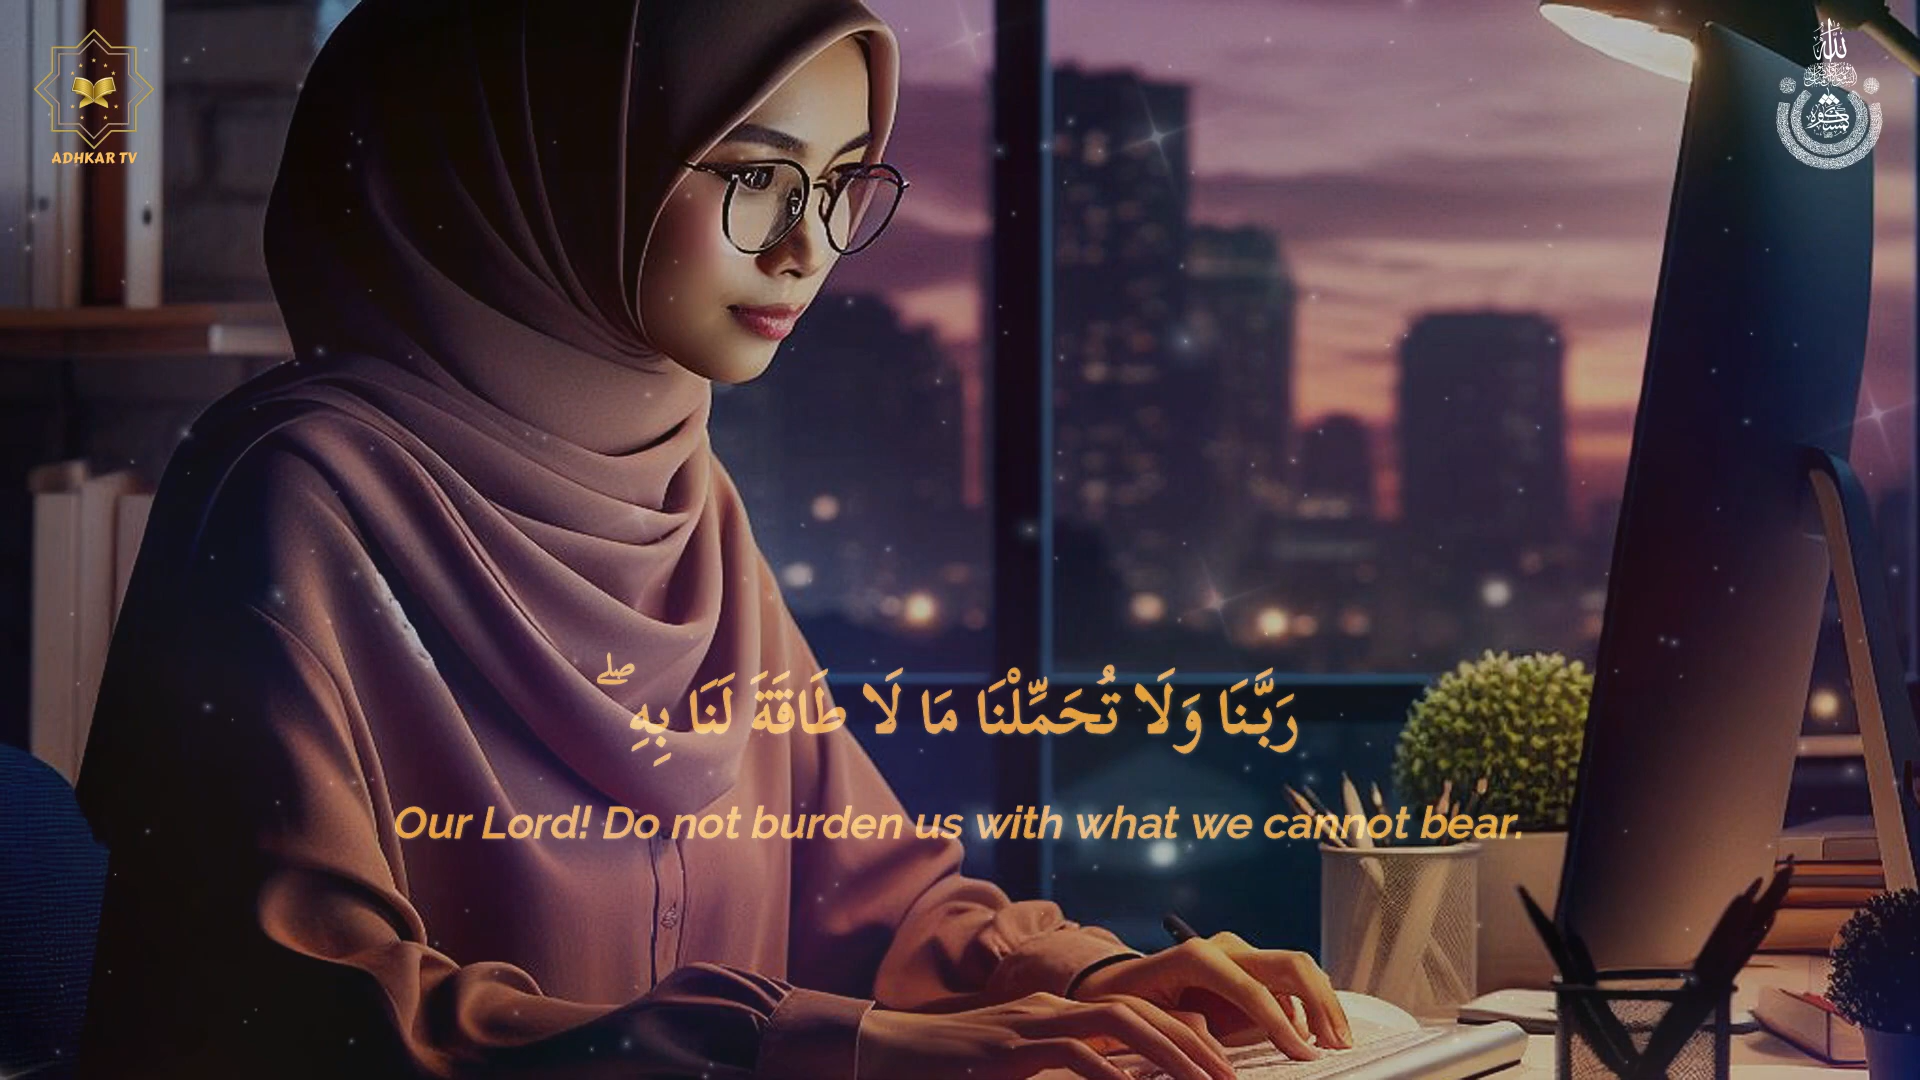 ADHKAR TV
رَبَّنَا وَلَا تُحَمِّلْنَا مَا لَا طَاقَةَ لَنَا بِهِۦۖ
Our Lord! Do not burden us with what we cannot bear.